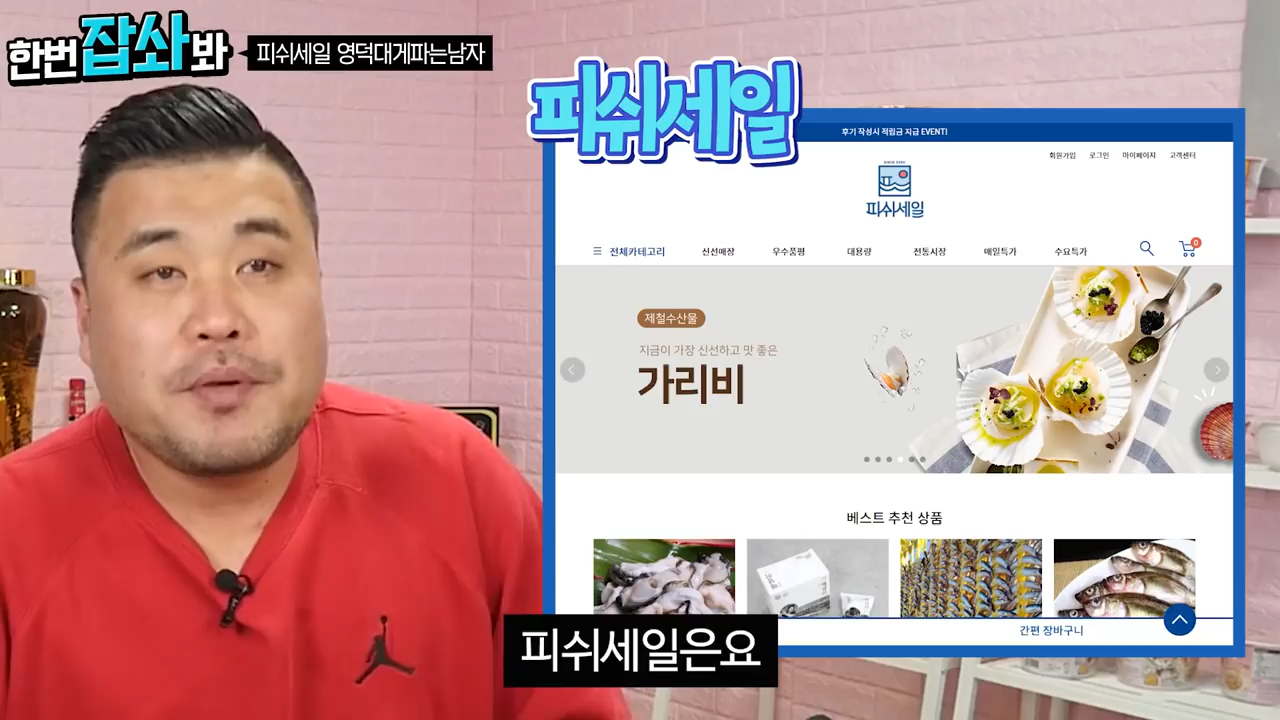 한번 잡솨봐
피쉬세일 영덕대게파는남자
피쉬세일
후기 작성시 적립금 지급 EVENT!
회원가입 로그인 마이페이지 고객센터
SINCE 2004
피쉬세일
전체카테고리 신선매장 우수품평 대용량 전통시장 매일특가 수요특가
0
제철수산물
지금이 가장 신선하고 맛 좋은
가리비
베스트 추천 상품
간편 장바구니
피쉬세일은요